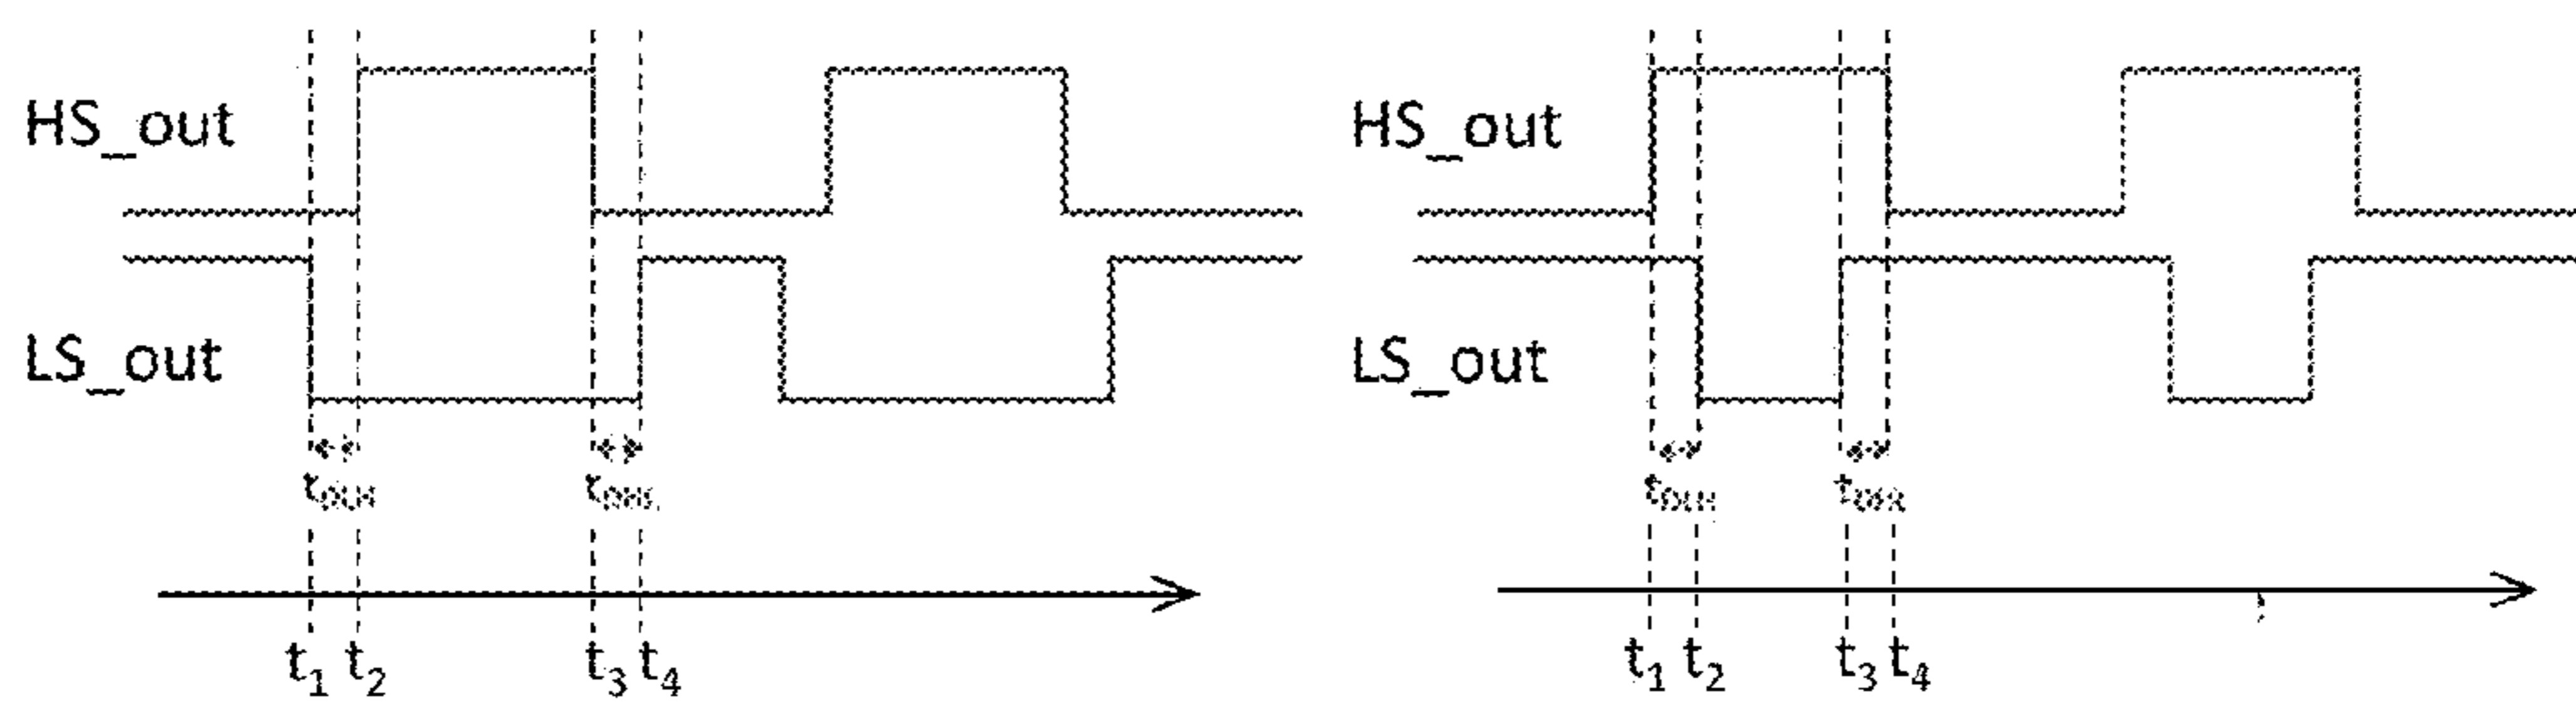 HS_out
LS_out
t₁ t₂ t₃ t₄
HS_out
LS_out
t₁ t₂ t₃ t₄